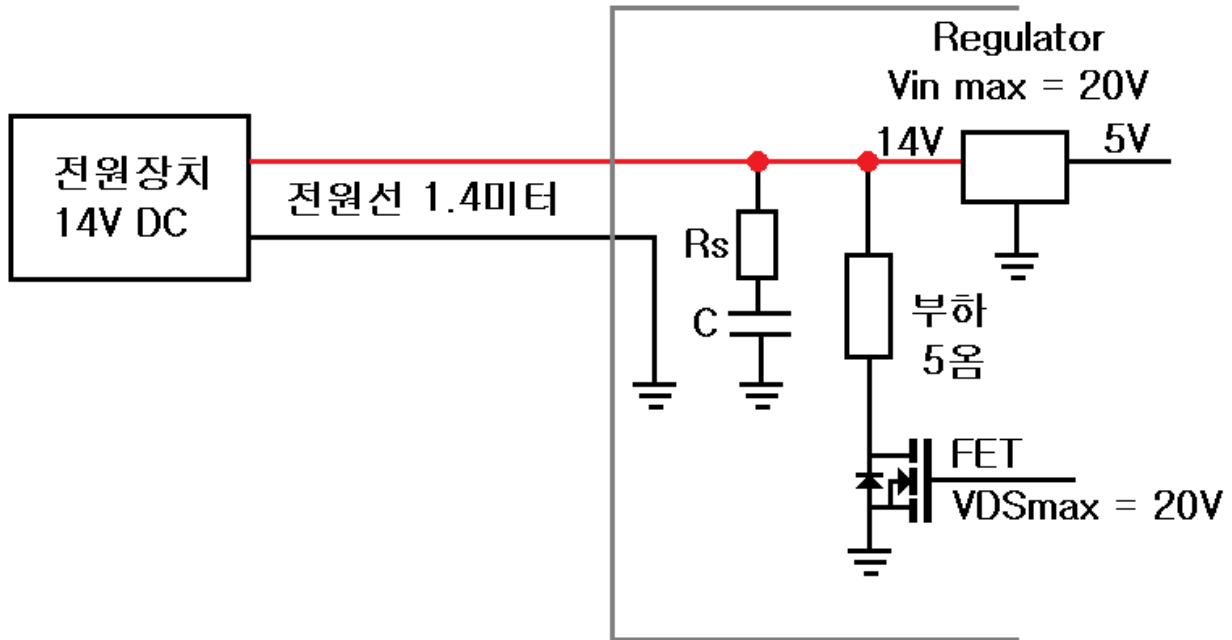 Regulator
Vin max = 20V
14V
5V
전원장치
14V DC
전원선 1.4미터
Rs
C
부하
5옴
FET
VDSmax = 20V